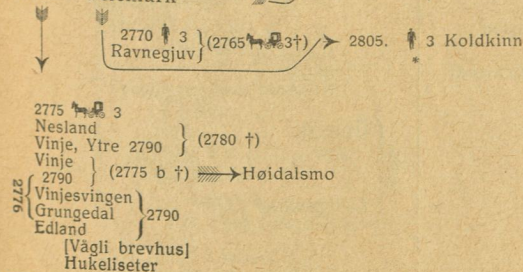 2770 3
Ravnegjuv } (2765 3†) 2805. 3 Koldkinn
*
2775 3
Nesland
Vinje, Ytre 2790 } (2780 †)
Vinje
2790 } (2775 b †) Høidalsmo
2776 { Vinjesvingen
Grungedal } 2790
Edland
[Vågli brevhus]
Hukeliseter